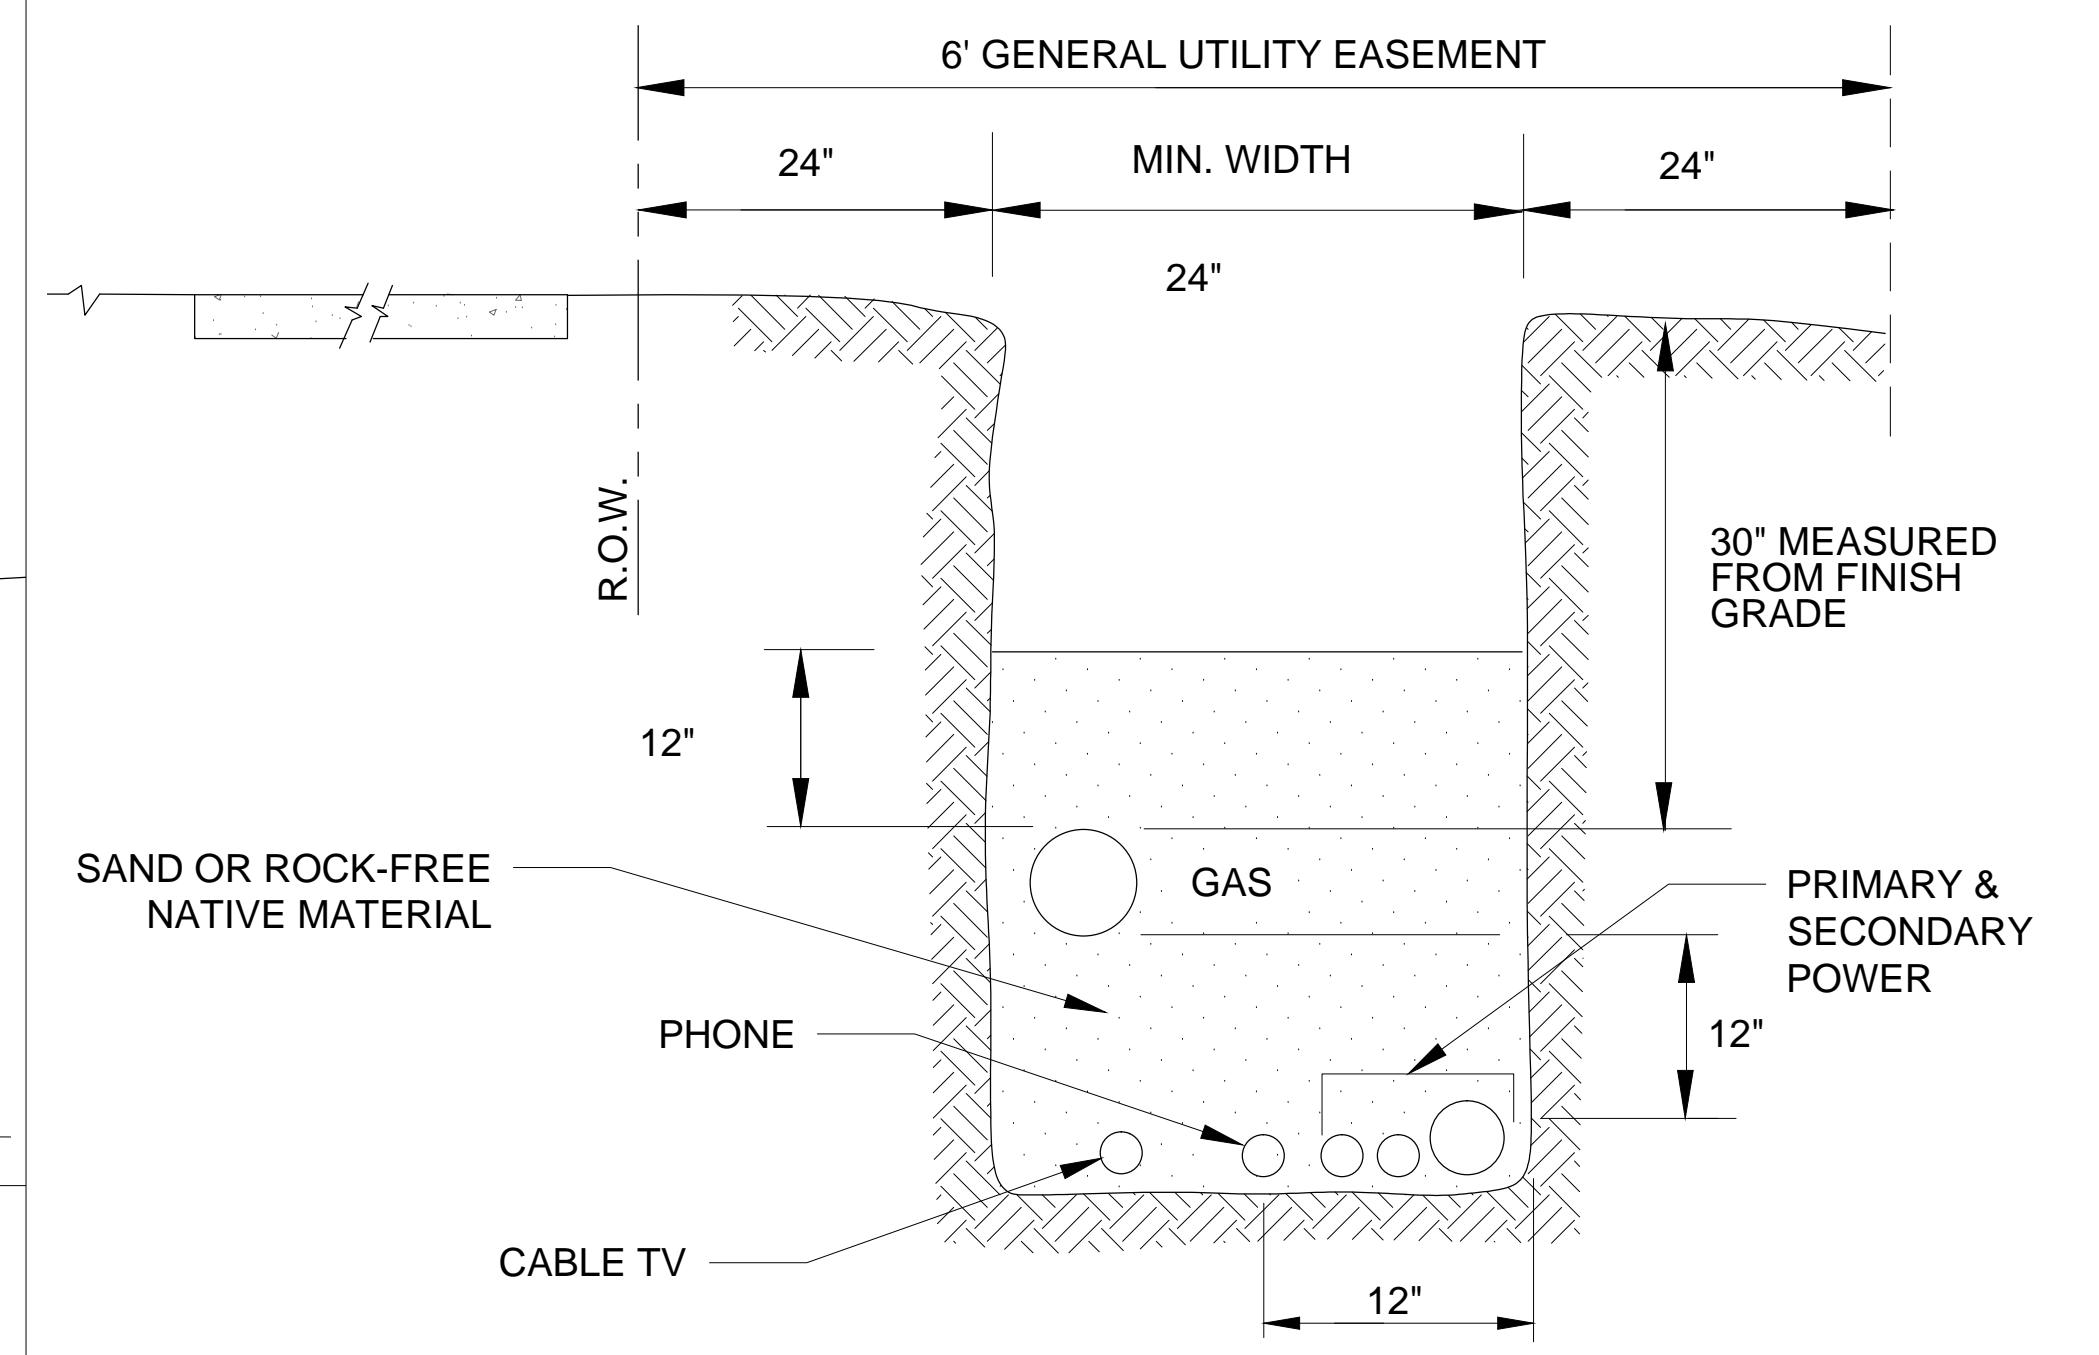 6' GENERAL UTILITY EASEMENT
24"
MIN. WIDTH
24"
24"
R.O.W.
30" MEASURED
FROM FINISH
GRADE
12"
SAND OR ROCK-FREE
NATIVE MATERIAL
GAS
PRIMARY &
SECONDARY
POWER
PHONE
12"
CABLE TV
12"